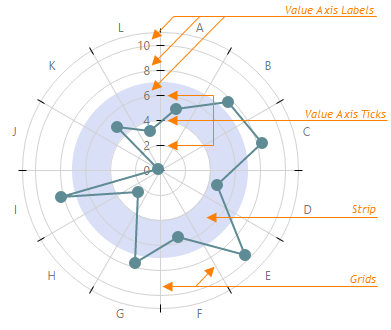 Value Axis Labels
L
A
10
K
B
8
6
Value Axis Ticks
4
J
C
2
0
I
D
Strip
H
E
Grids
G
F